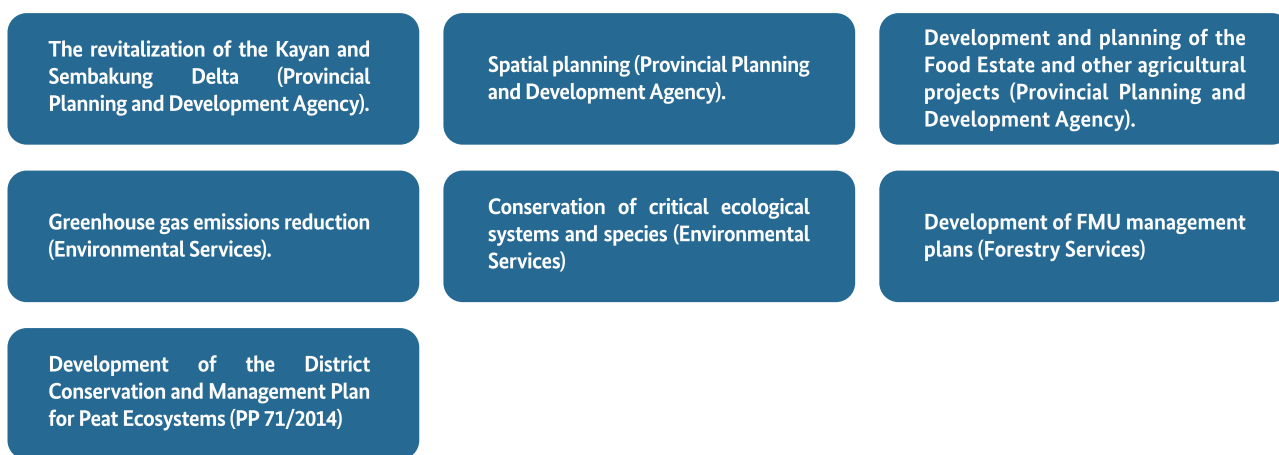 The revitalization of the Kayan and
Sembakung Delta (Provincial
Planning and Development Agency).
Spatial planning (Provincial Planning
and Development Agency).
Development and planning of the
Food Estate and other agricultural
projects (Provincial Planning and
Development Agency).
Greenhouse gas emissions reduction
(Environmental Services).
Conservation of critical ecological
systems and species (Environmental
Services)
Development of FMU management
plans (Forestry Services)
Development of the District
Conservation and Management Plan
for Peat Ecosystems (PP 71/2014)